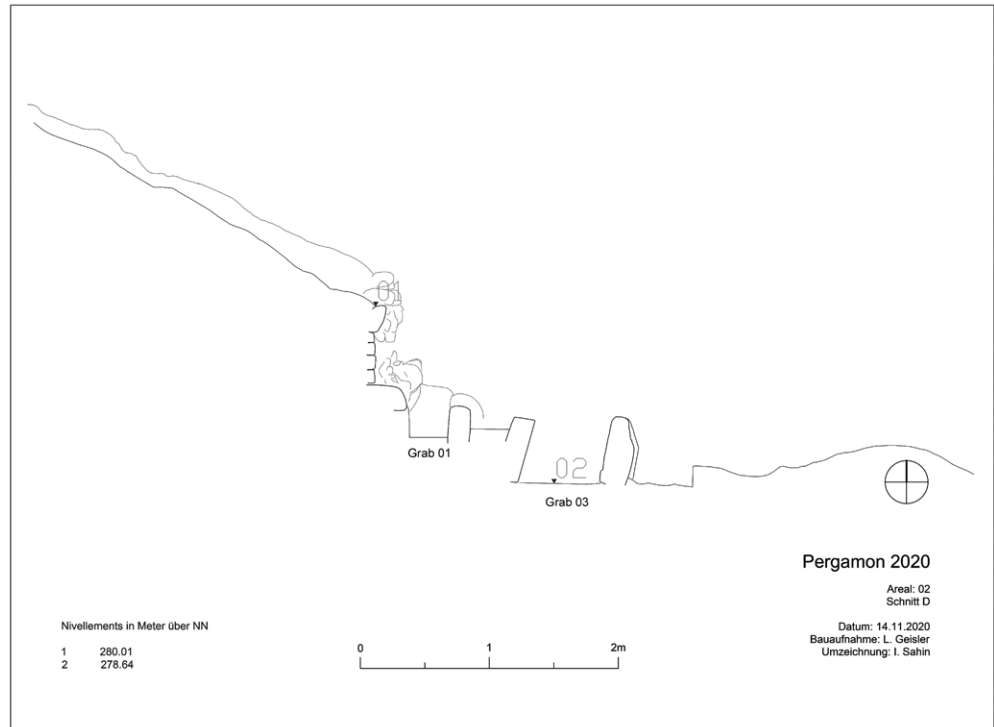 0
02
Grab 01
Grab 03
Pergamon 2020
Areal: 02
Schnitt D
Datum: 14.11.2020
Bauaufnahme: L. Geisler
Umzeichnung: I. Sahin
Nivellements in Meter über NN
1 280.01
2 278.64
0 1 2m